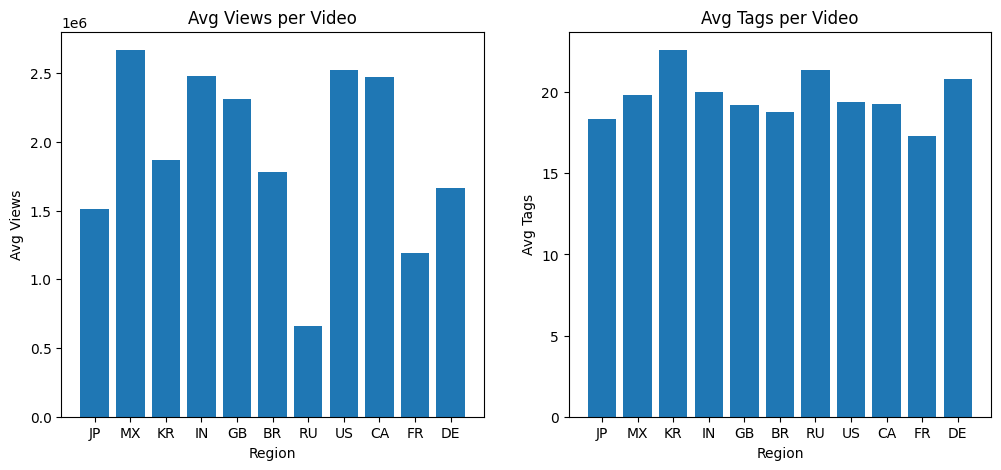 Avg Views per Video
1e6
2.5
2.0
1.5
1.0
0.5
0.0
Avg Views
JP MX KR IN GB BR RU US CA FR DE
Region
Avg Tags per Video
20
15
10
5
0
Avg Tags
JP MX KR IN GB BR RU US CA FR DE
Region